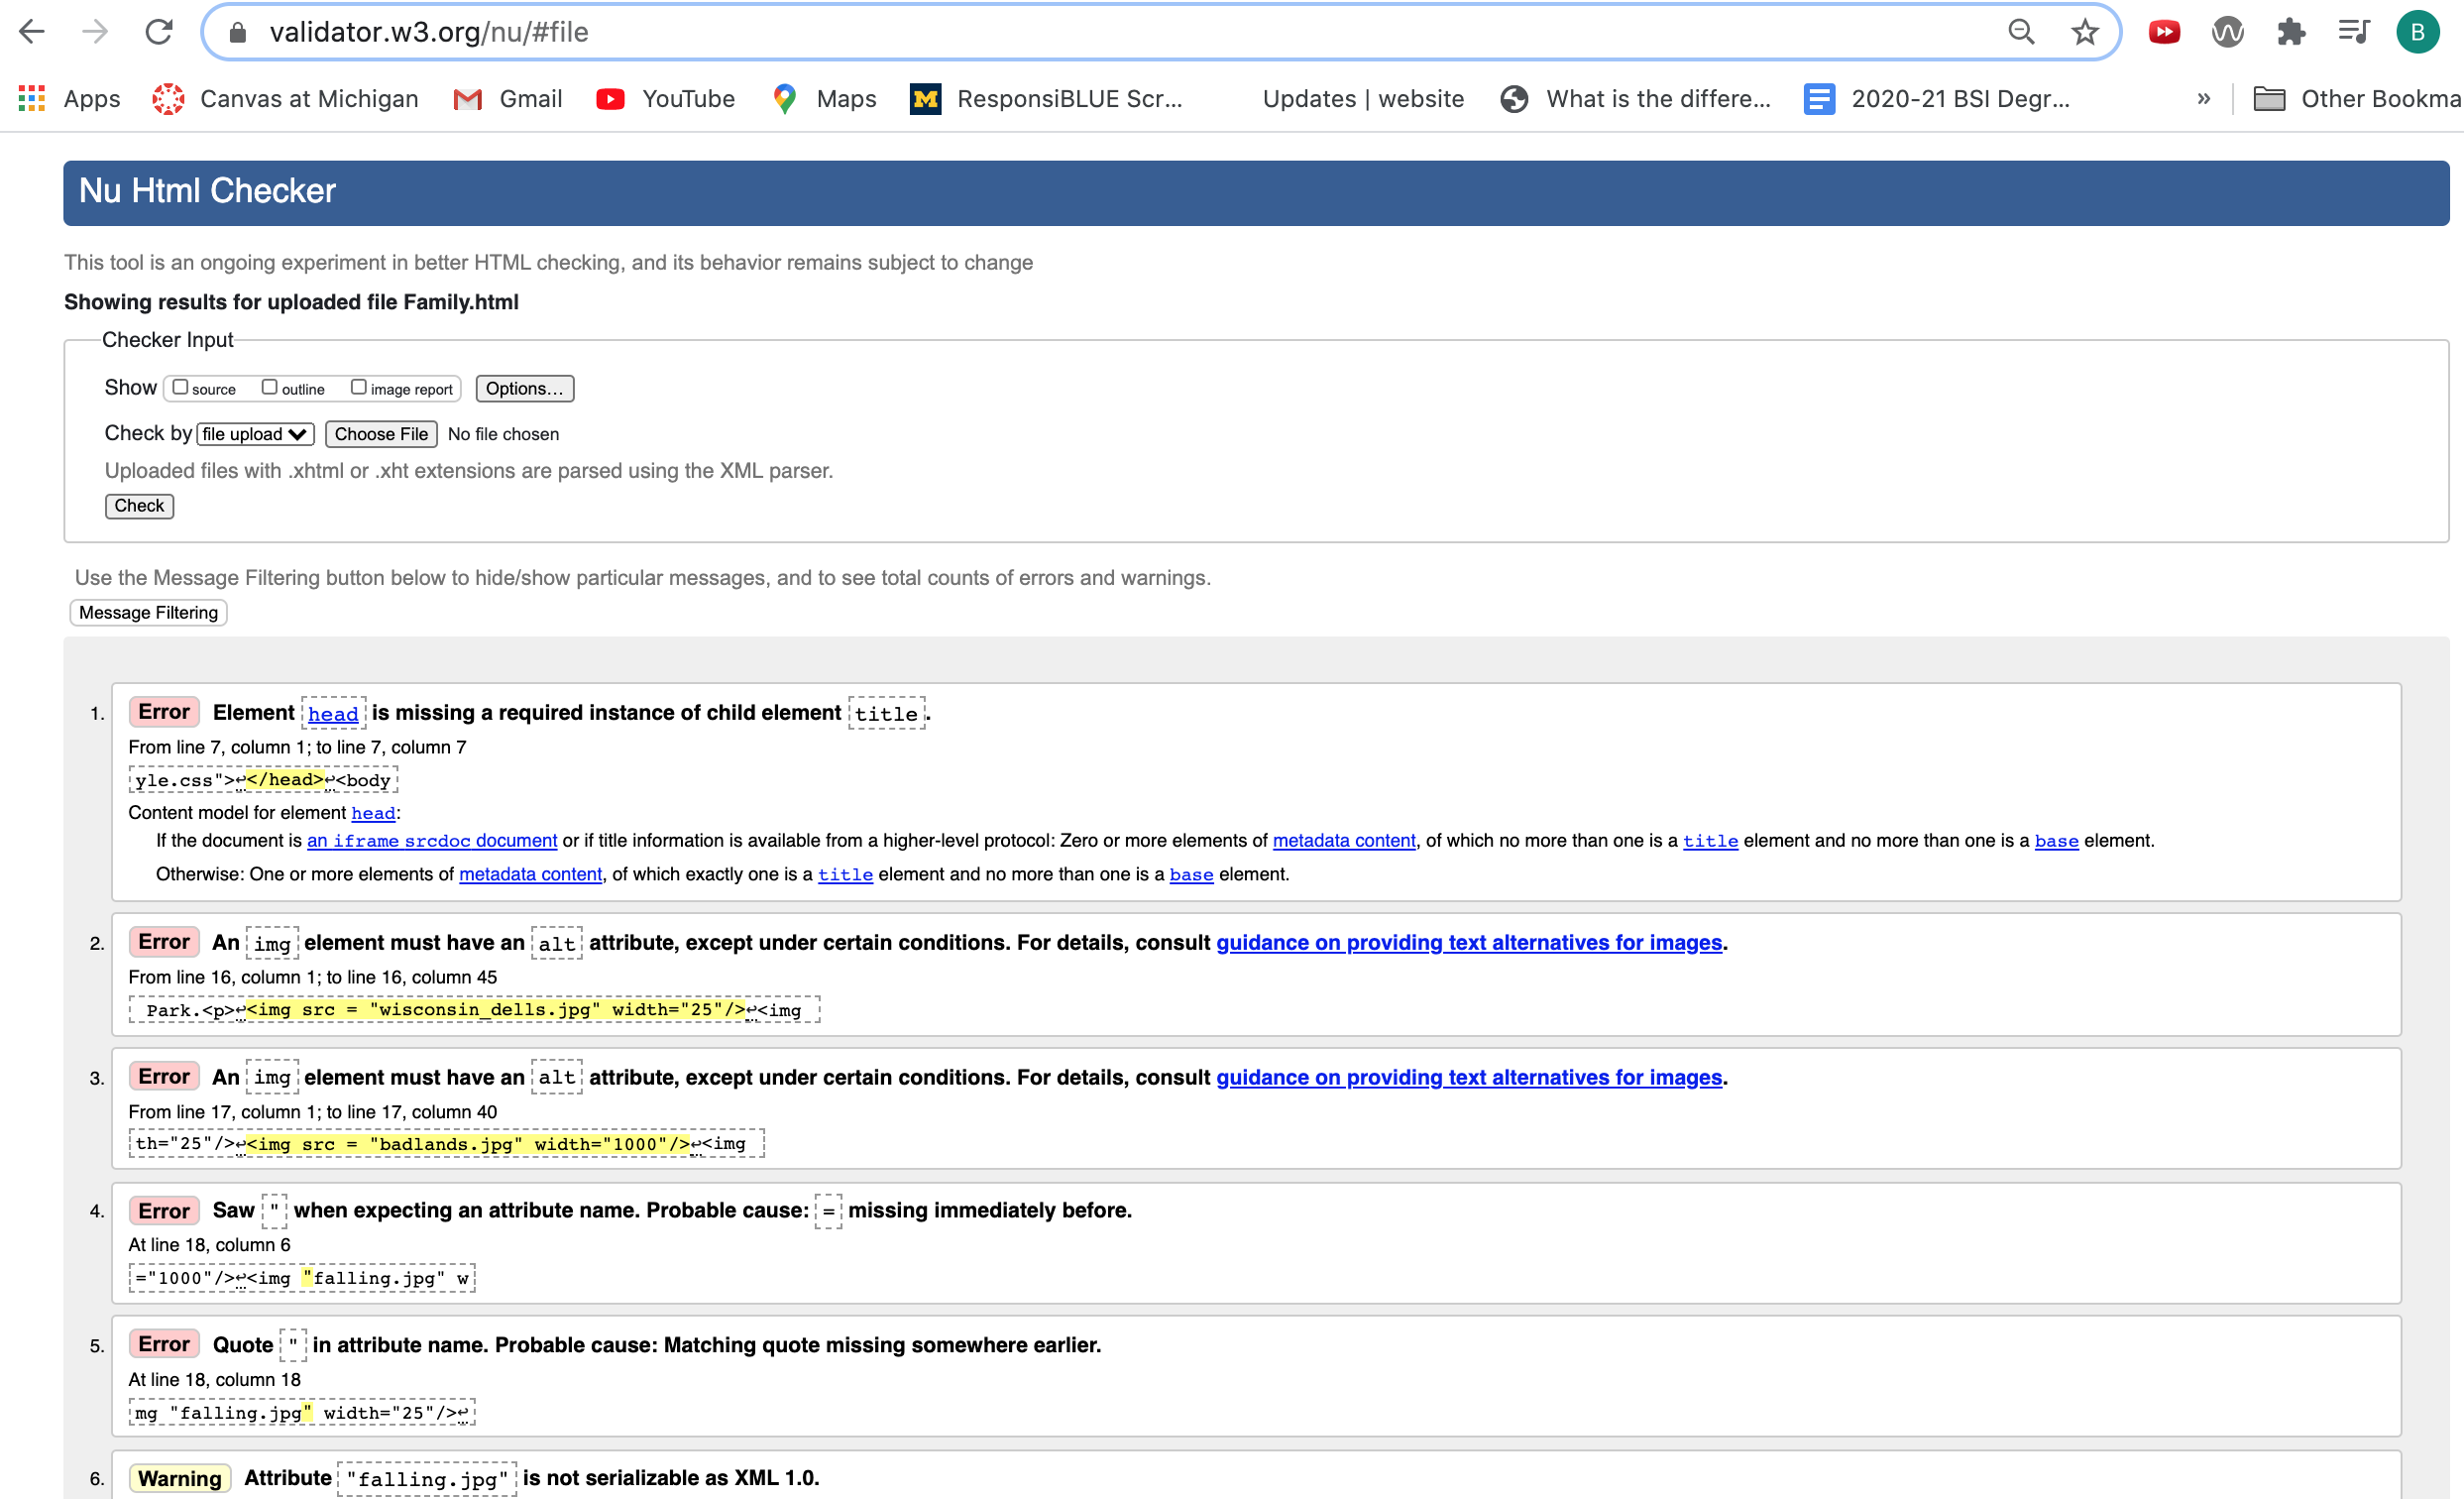 validator.w3.org/nu/#file
B
Apps Canvas at Michigan Gmail YouTube Maps M ResponsiBLUE Scr... Updates | website What is the differe... 2020-21 BSI Degr... » Other Bookma
Nu Html Checker
This tool is an ongoing experiment in better HTML checking, and its behavior remains subject to change
Showing results for uploaded file Family.html
Checker Input
Show source outline image report Options...
Check by file upload Choose File No file chosen
Uploaded files with .xhtml or .xht extensions are parsed using the XML parser.
Check
Use the Message Filtering button below to hide/show particular messages, and to see total counts of errors and warnings.
Message Filtering
1. Error Element head is missing a required instance of child element title.
From line 7, column 1; to line 7, column 7
yle.css">↩</head>↩<body
Content model for element head:
If the document is an iframe srcdoc document or if title information is available from a higher-level protocol: Zero or more elements of metadata content, of which no more than one is a title element and no more than one is a base element.
Otherwise: One or more elements of metadata content, of which exactly one is a title element and no more than one is a base element.
2. Error An img element must have an alt attribute, except under certain conditions. For details, consult guidance on providing text alternatives for images.
From line 16, column 1; to line 16, column 45
Park.<p>↩<img src = "wisconsin_dells.jpg" width="25"/>↩<img
3. Error An img element must have an alt attribute, except under certain conditions. For details, consult guidance on providing text alternatives for images.
From line 17, column 1; to line 17, column 40
th="25"/>↩<img src = "badlands.jpg" width="1000"/>↩<img
4. Error Saw " when expecting an attribute name. Probable cause: = missing immediately before.
At line 18, column 6
="1000"/>↩<img "falling.jpg" w
5. Error Quote " in attribute name. Probable cause: Matching quote missing somewhere earlier.
At line 18, column 18
mg "falling.jpg" width="25"/>↩
6. Warning Attribute "falling.jpg" is not serializable as XML 1.0.